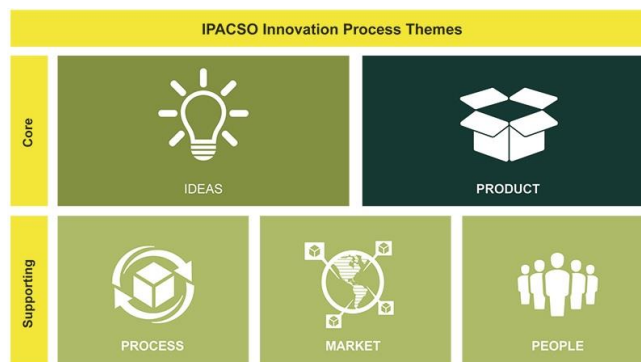 IPACSO Innovation Process Themes
Core
IDEAS
PRODUCT
Supporting
PROCESS
MARKET
PEOPLE